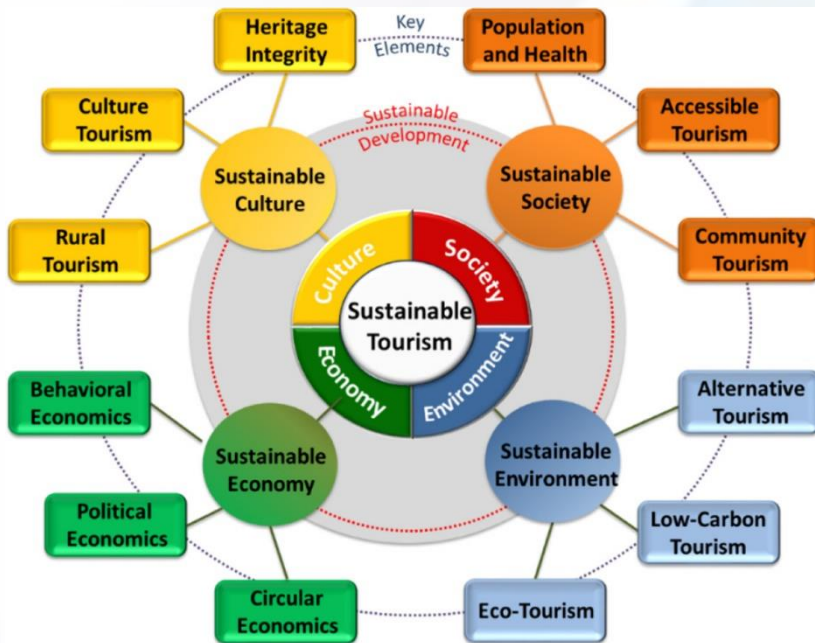 Heritage
Integrity
Key
Elements
Population
and Health
Culture
Tourism
Sustainable
Development
Accessible
Tourism
Sustainable
Culture
Sustainable
Society
Rural
Tourism
Community
Tourism
Culture
Society
Sustainable
Tourism
Economy
Environment
Behavioral
Economics
Alternative
Tourism
Sustainable
Economy
Sustainable
Environment
Political
Economics
Low-Carbon
Tourism
Circular
Economics
Eco-Tourism